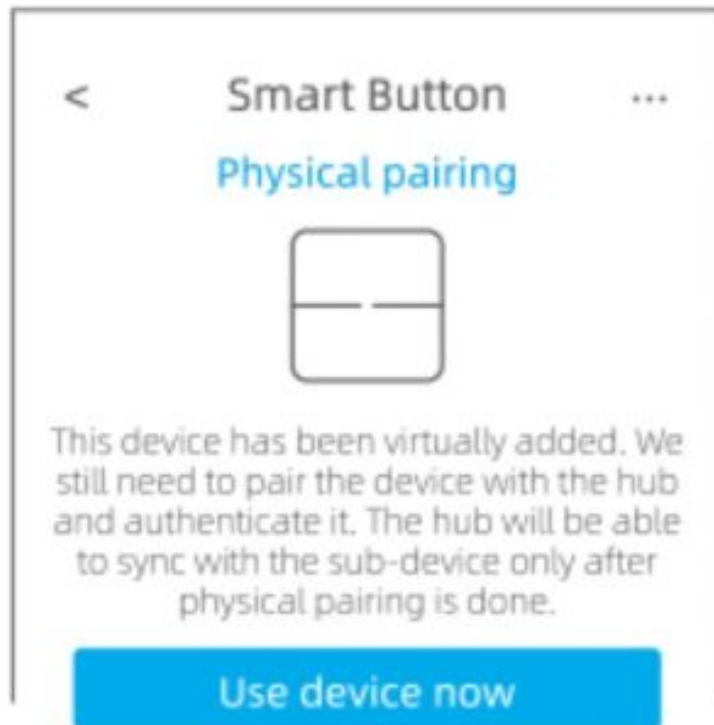 < Smart Button ...
Physical pairing
This device has been virtually added. We
still need to pair the device with the hub
and authenticate it. The hub will be able
to sync with the sub-device only after
physical pairing is done.
Use device now